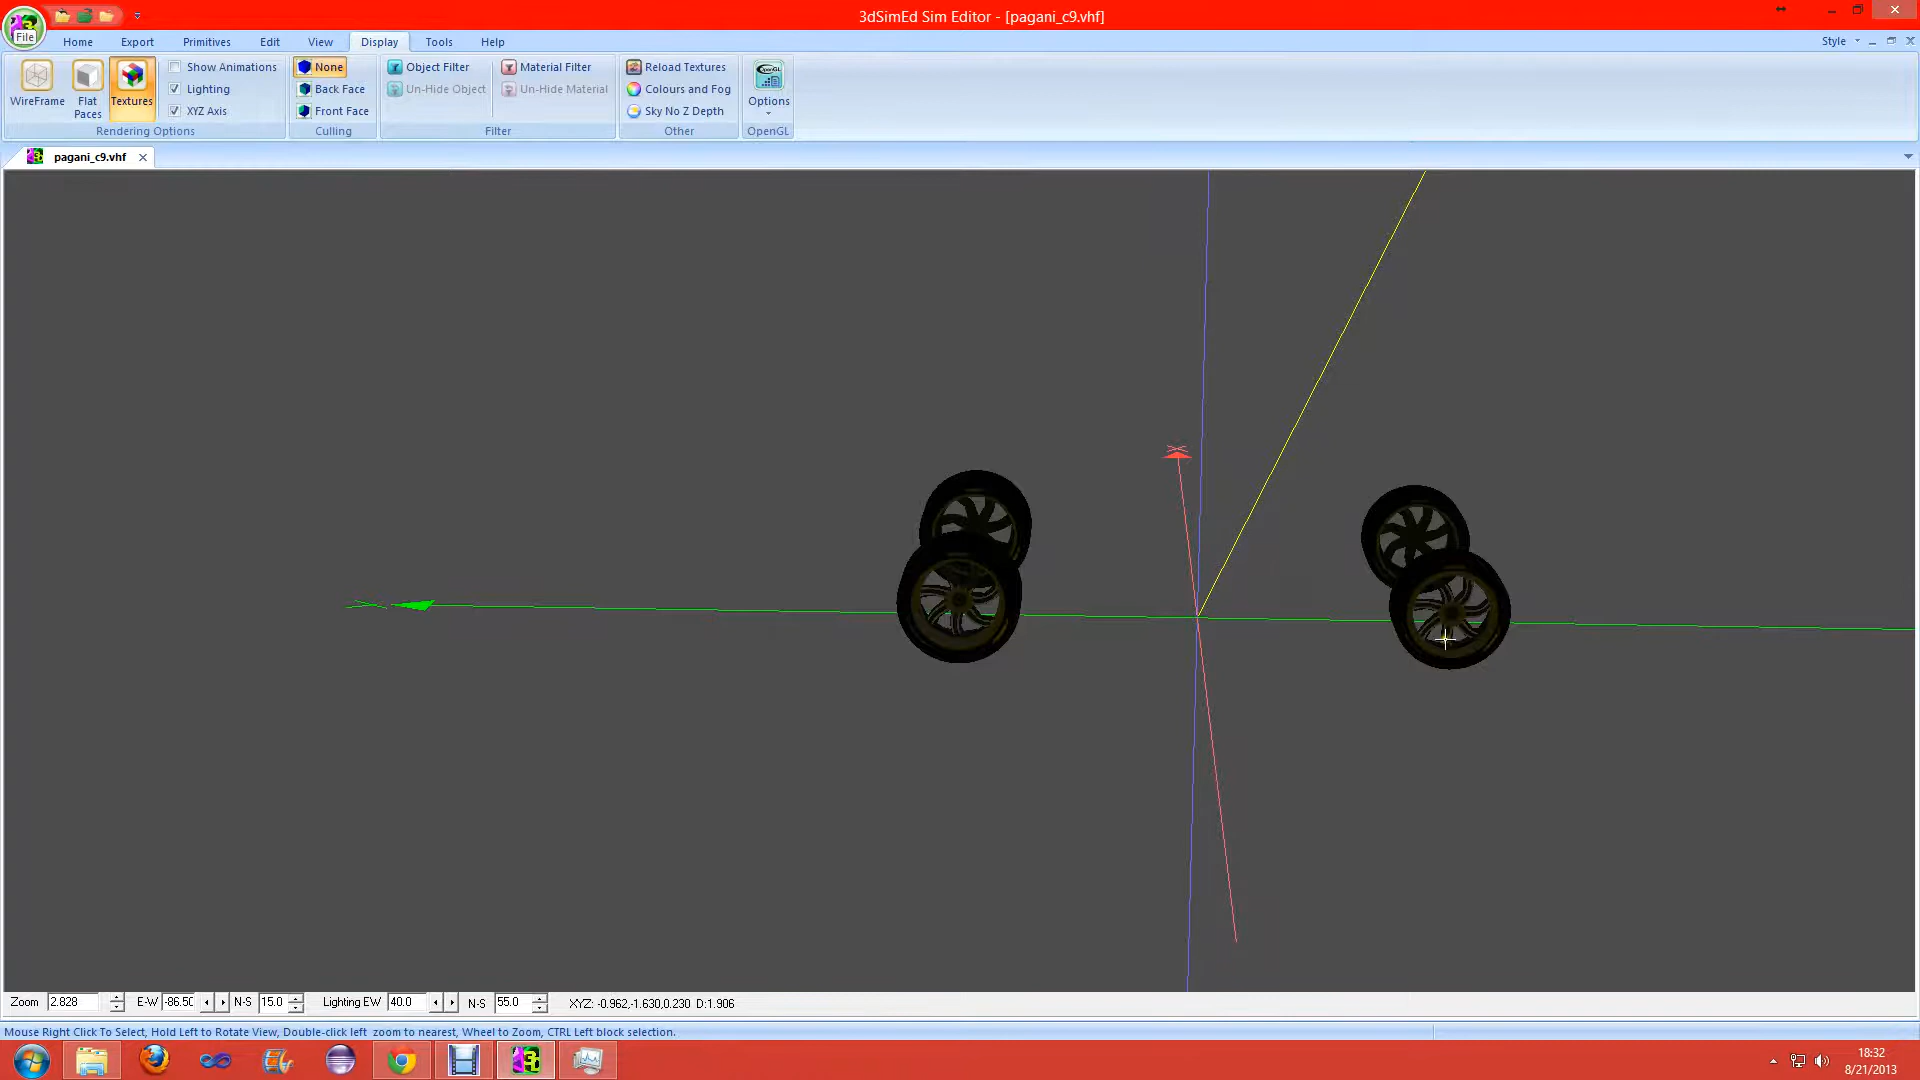 3dSimEd Sim Editor - [pagani_c9.vhf]
File
Home Export Primitives Edit View Display Tools Help
Style
WireFrame
Flat Faces
Textures
Show Animations
Lighting
XYZ Axis
Rendering Options
None
Back Face
Front Face
Culling
Object Filter
Un-Hide Object
Material Filter
Un-Hide Material
Filter
Reload Textures
Colours and Fog
Sky No Z Depth
Other
Options
OpenGL
pagani_c9.vhf
Zoom 2.828 E-W -86.50 N-S 15.0 Lighting EW 40.0 N-S 55.0 XYZ: -0.962,-1.630,0.230 D:1.906
Mouse Right Click To Select, Hold Left to Rotate View, Double-click left zoom to nearest, Wheel to Zoom, CTRL Left block selection.
18:32
8/21/2013